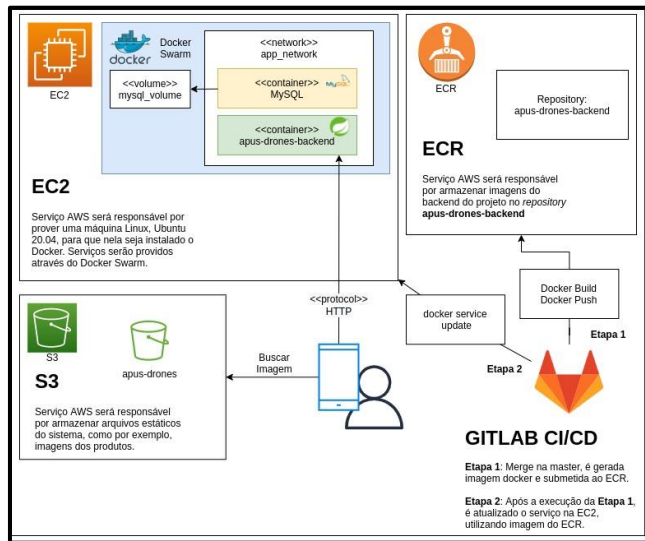 EC2
docker
Docker
Swarm
<<volume>>
mysql_volume
<<network>>
app_network
<<container>>
MySQL
MySQL
<<container>>
apus-drones-backend
EC2
Serviço AWS será responsável por
prover uma máquina Linux, Ubuntu
20.04, para que nela seja instalado o
Docker. Serviços serão providos
através do Docker Swarm.
ECR
Repository:
apus-drones-backend
ECR
Serviço AWS será responsável
por armazenar imagens do
backend do projeto no repository
apus-drones-backend
Docker Build
Docker Push
Etapa 1
docker service
update
Etapa 2
<<protocol>>
HTTP
Buscar
Imagem
S3
apus-drones
S3
Serviço AWS será responsável
por armazenar arquivos estáticos
do sistema, como por exemplo,
imagens dos produtos.
GITLAB CI/CD
Etapa 1: Merge na master, é gerada
imagem docker e submetida ao ECR.
Etapa 2: Após a execução da Etapa 1,
é atualizado o serviço na EC2,
utilizando imagem do ECR.